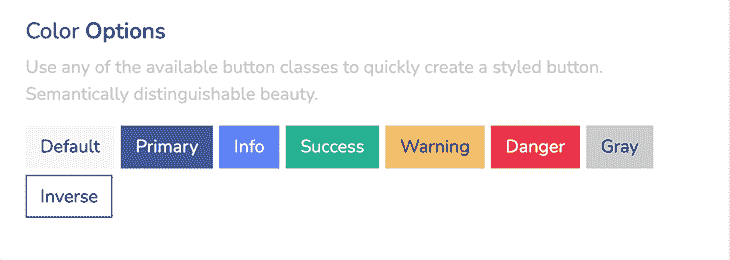 Color Options
Use any of the available button classes to quickly create a styled button.
Semantically distinguishable beauty.
Default Primary Info Success Warning Danger Gray
Inverse